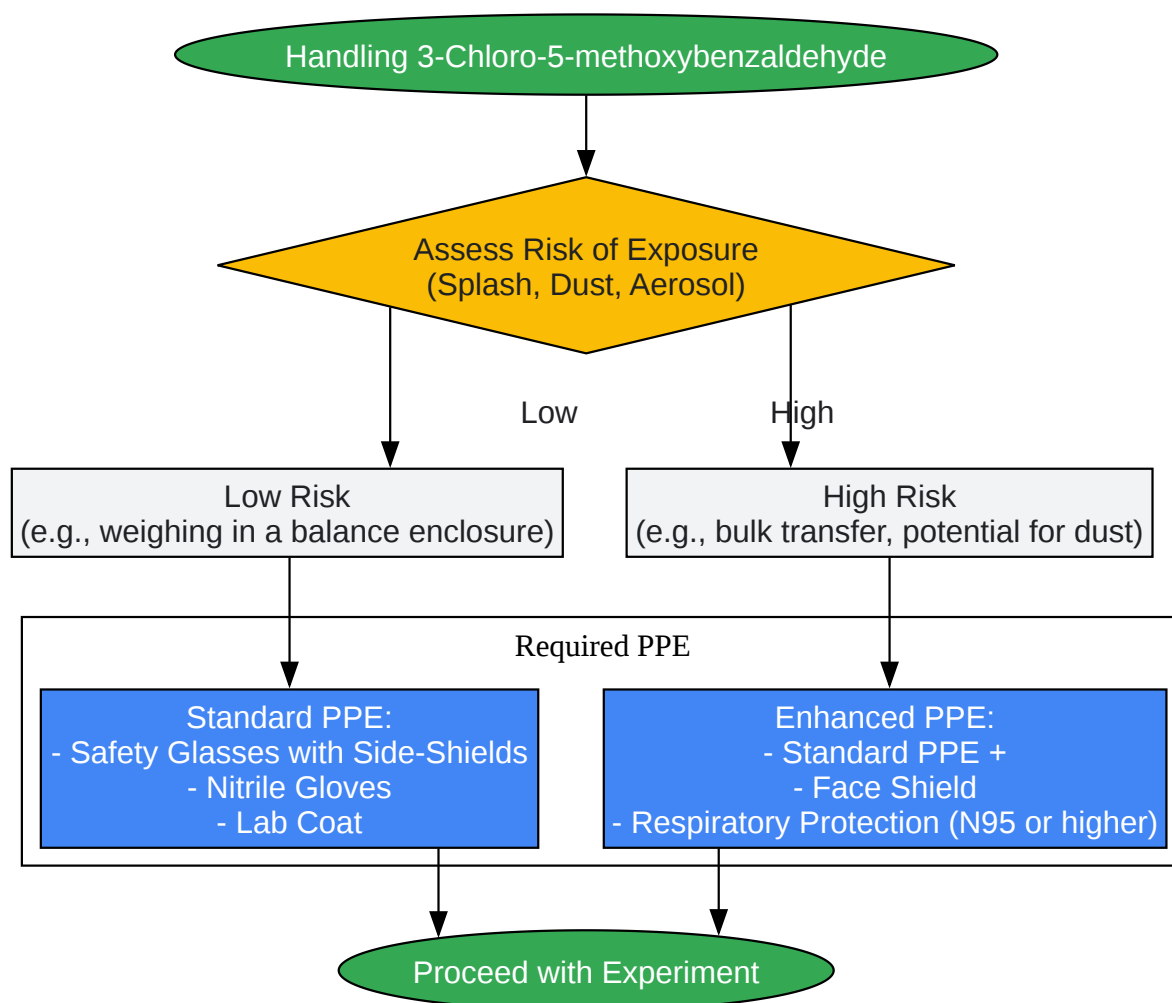 Handling 3-Chloro-5-methoxybenzaldehyde
Assess Risk of Exposure
(Splash, Dust, Aerosol)
Low
High
Low Risk
(e.g., weighing in a balance enclosure)
High Risk
(e.g., bulk transfer, potential for dust)
Required PPE
Standard PPE:
- Safety Glasses with Side-Shields
- Nitrile Gloves
- Lab Coat
Enhanced PPE:
- Standard PPE +
- Face Shield
- Respiratory Protection (N95 or higher)
Proceed with Experiment